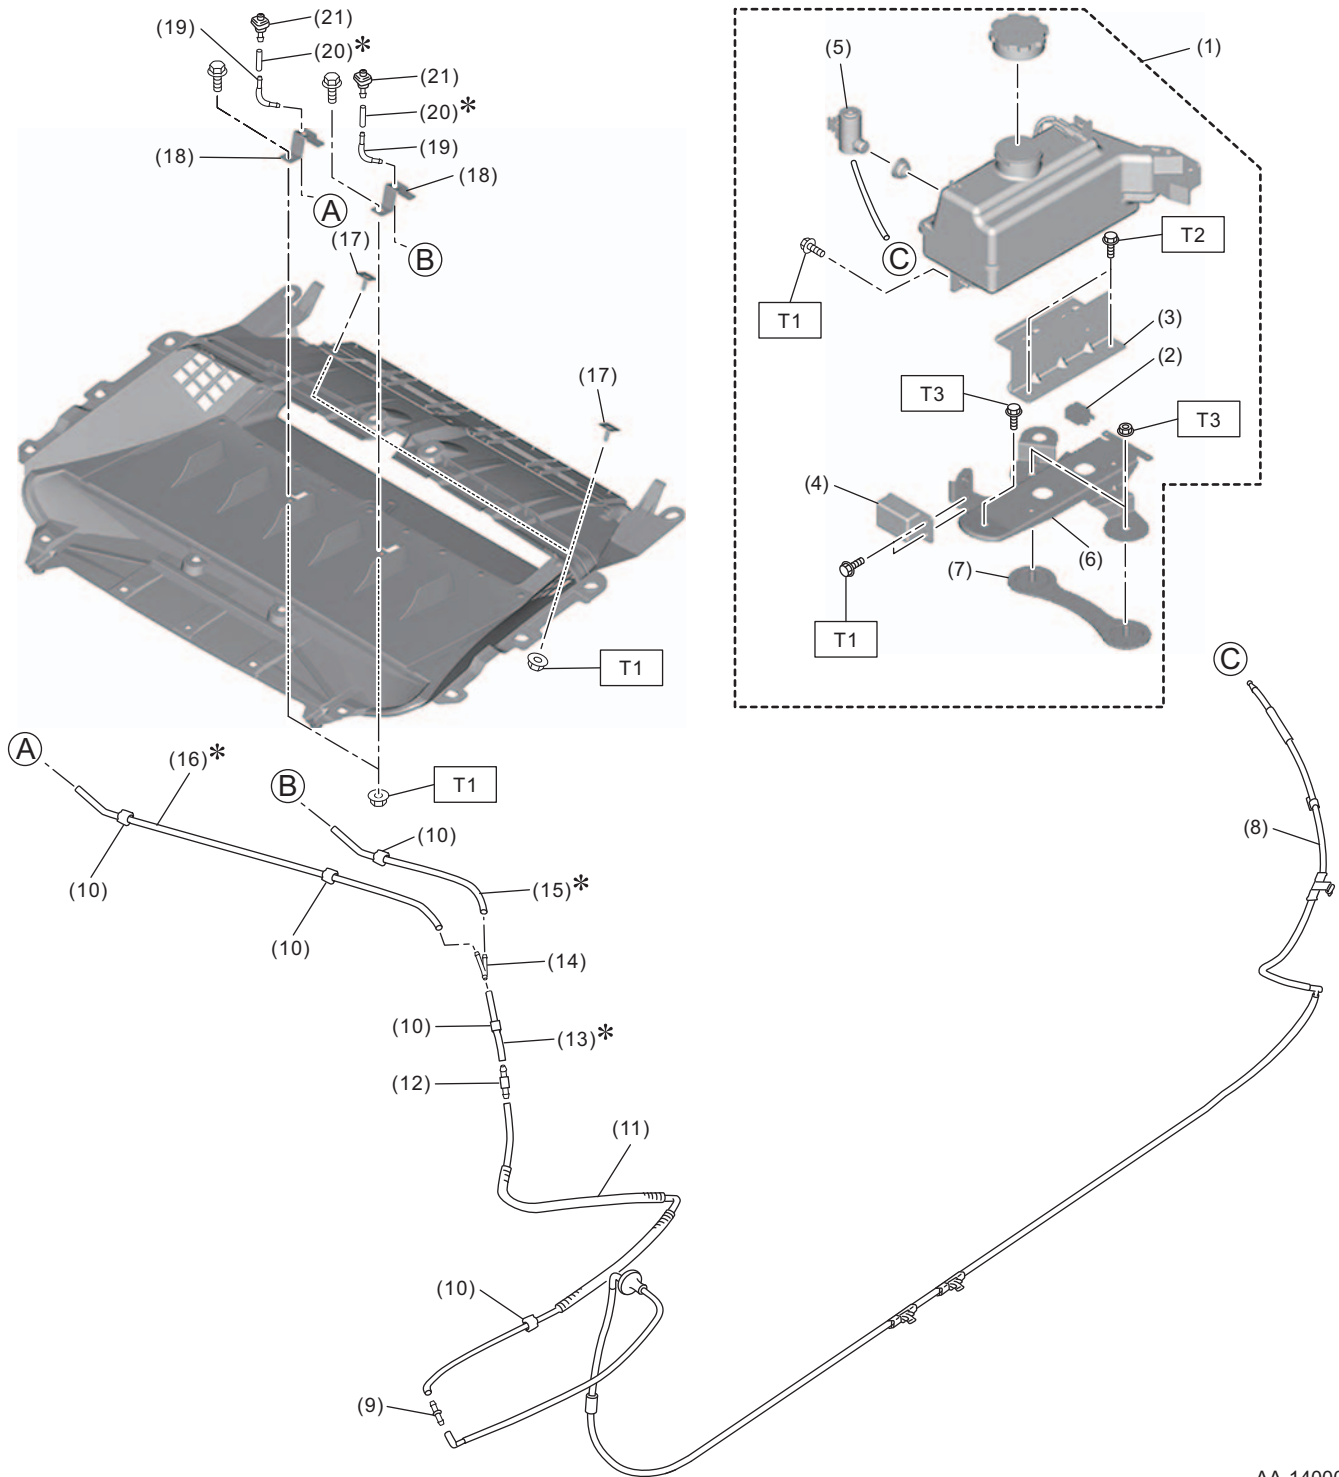 (21)
(19)
(20)*
(21)
(20)*
(19)
(18)
(18)
A
B
(17)
(17)
T1
T1
(1)
(5)
C
T2
T1
(3)
(2)
T3
T3
(4)
(6)
(7)
T1
C
A
(16)*
B
(10)
(10)
(8)
(15)*
(10)
(14)
(10)
(13)*
(12)
(11)
(10)
(9)